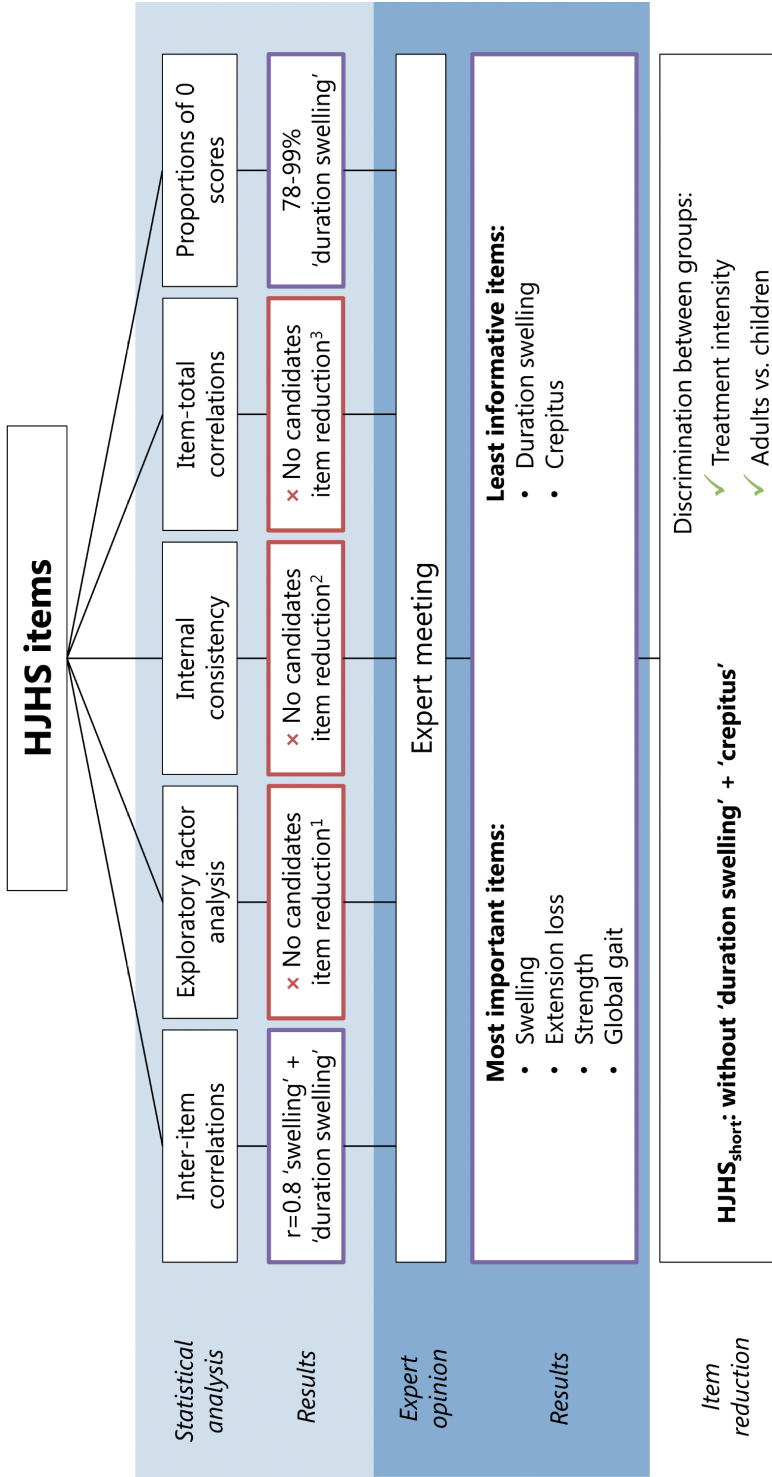 HJHS items
Statistical
analysis
Inter-item
correlations
Exploratory factor
analysis
Internal
consistency
Item-total
correlations
Proportions of 0
scores
Results
r=0.8 ‘swelling’ +
‘duration swelling’
× No candidates
item reduction¹
× No candidates
item reduction²
× No candidates
item reduction³
78-99%
‘duration swelling’
Expert
opinion
Expert meeting
Results
Most important items:
• Swelling
• Extension loss
• Strength
• Global gait
Least informative items:
• Duration swelling
• Crepitus
Item
reduction
HJHSshort: without ‘duration swelling’ + ‘crepitus’
Discrimination between groups:
✓ Treatment intensity
✓ Adults vs. children